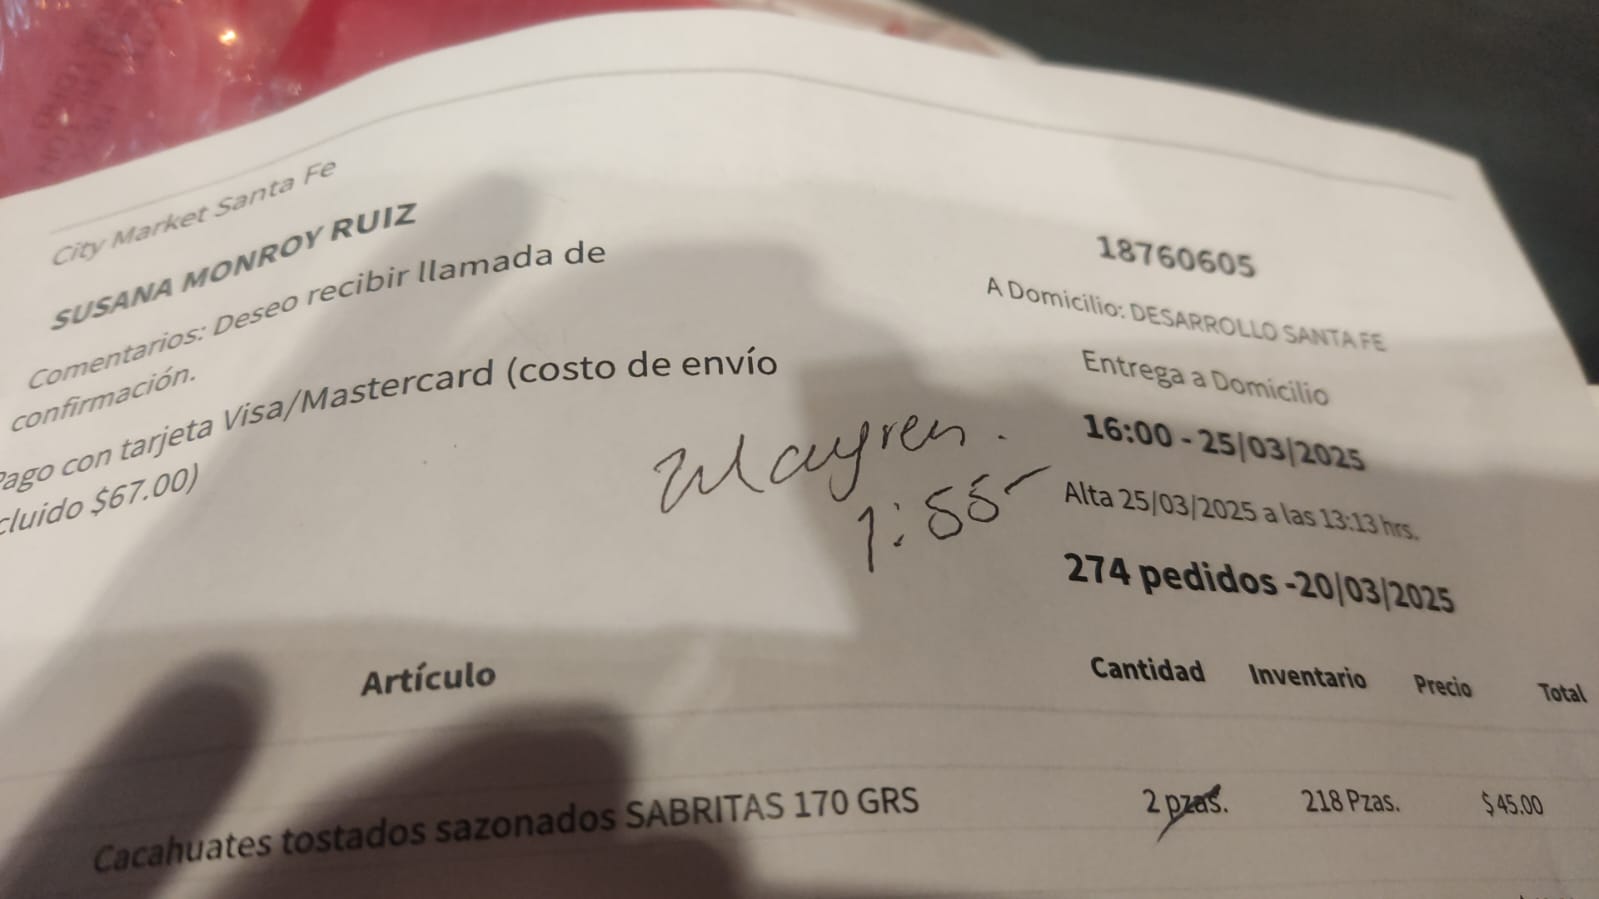 City Market Santa Fe
SUSANA MONROY RUIZ
Comentarios: Deseo recibir llamada de
confirmación.
Pago con tarjeta Visa/Mastercard (costo de envío
cluido $67.00)
18760605
A Domicilio: DESARROLLO SANTA FE
Entrega a Domicilio
16:00 - 25/03/2025
Alta 25/03/2025 a las 13:13 hrs.
274 pedidos -20/03/2025
1:55
Artículo Cantidad Inventario Precio Total
Cacahuates tostados sazonados SABRITAS 170 GRS 2 pzas. 218 Pzas. $45.00